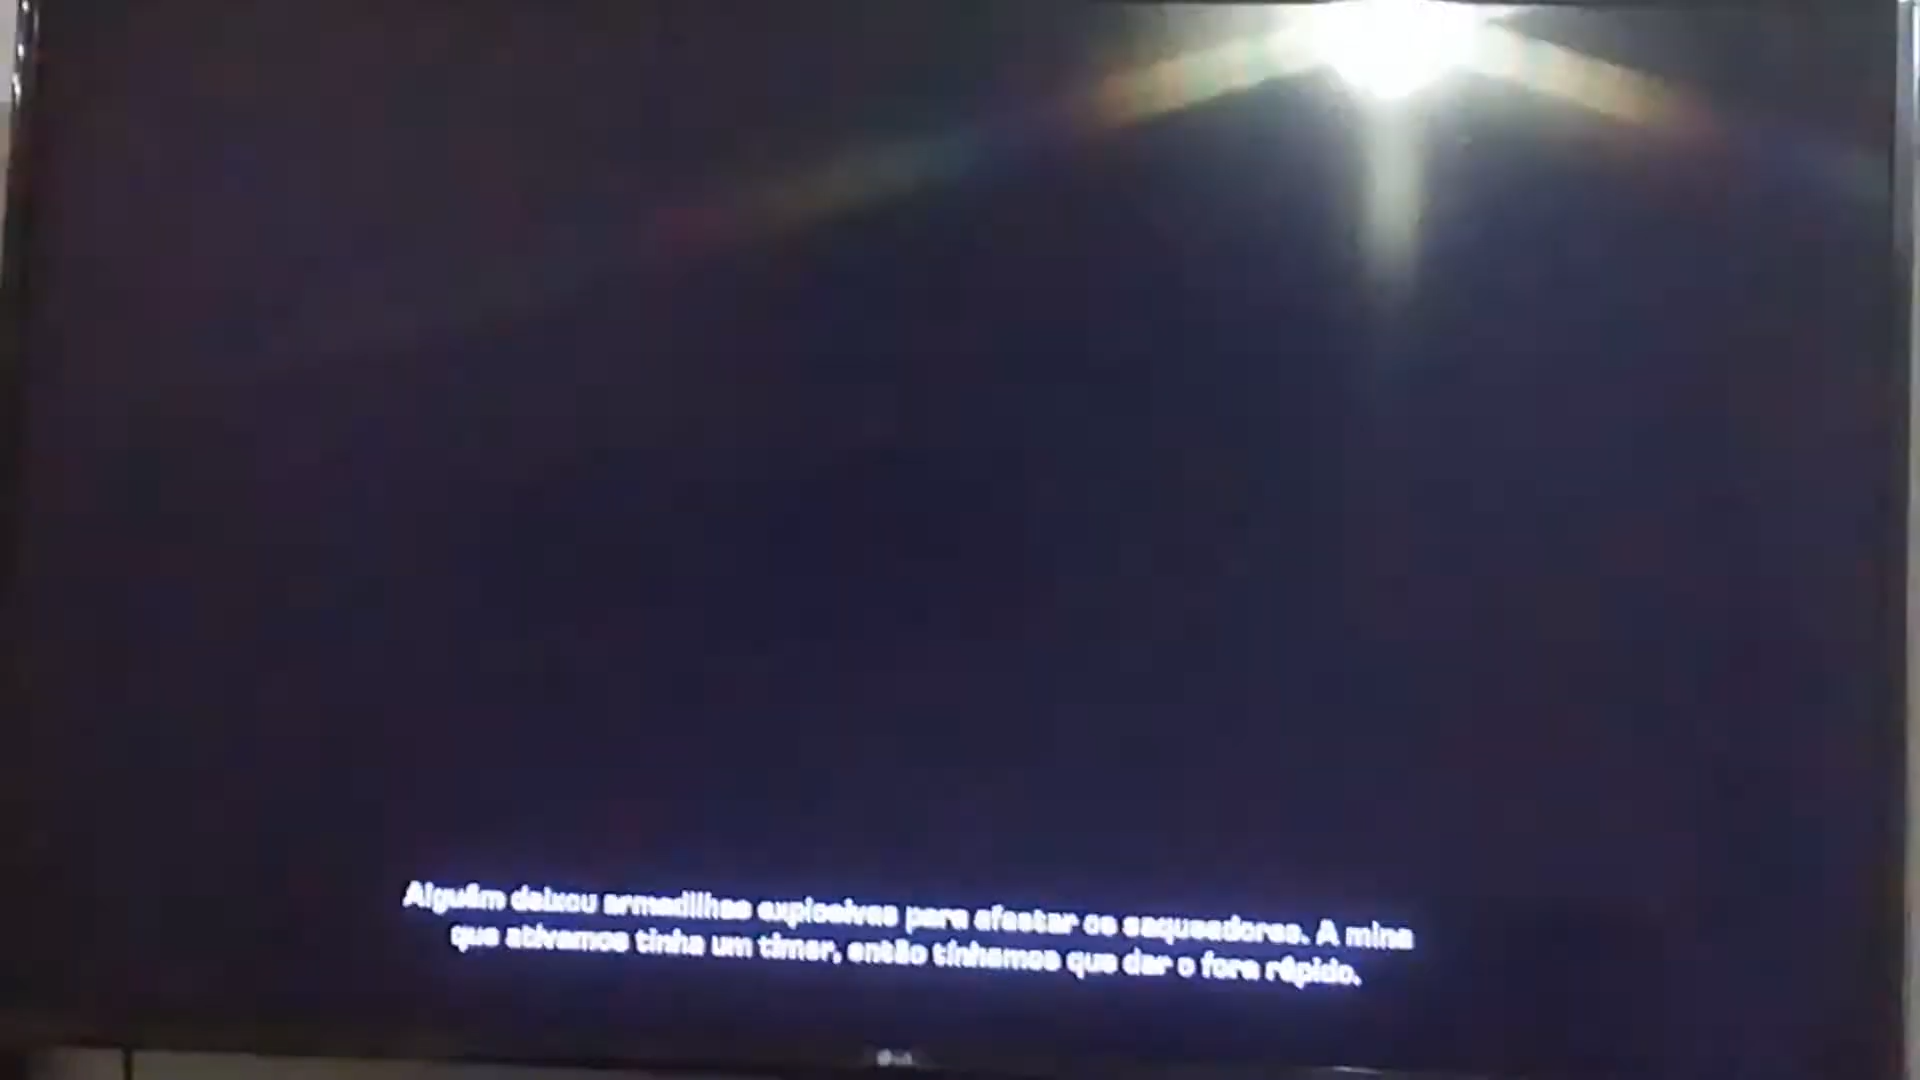 Alguém deixou armadilhas explosivas para afastar os saqueadores. A mina
que ativamos tinha um timer, então tínhamos que dar o fora rápido.